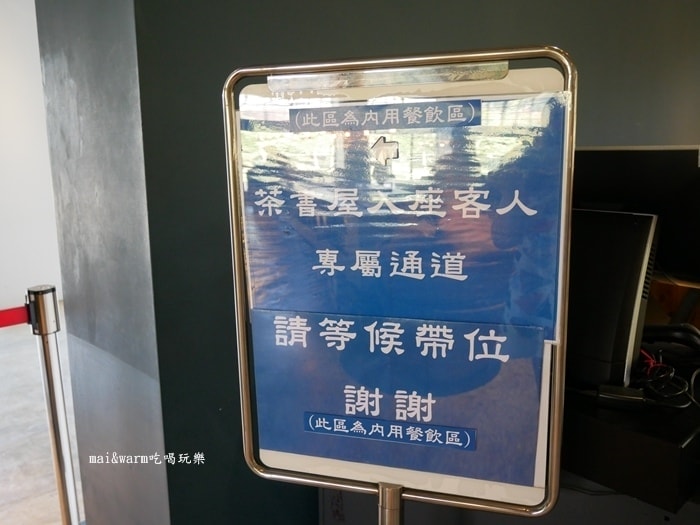 (此區為內用餐飲區)
茶書屋入座客人
專屬通道
請等候帶位
謝謝
(此區為內用餐飲區)
mai&warm吃喝玩樂